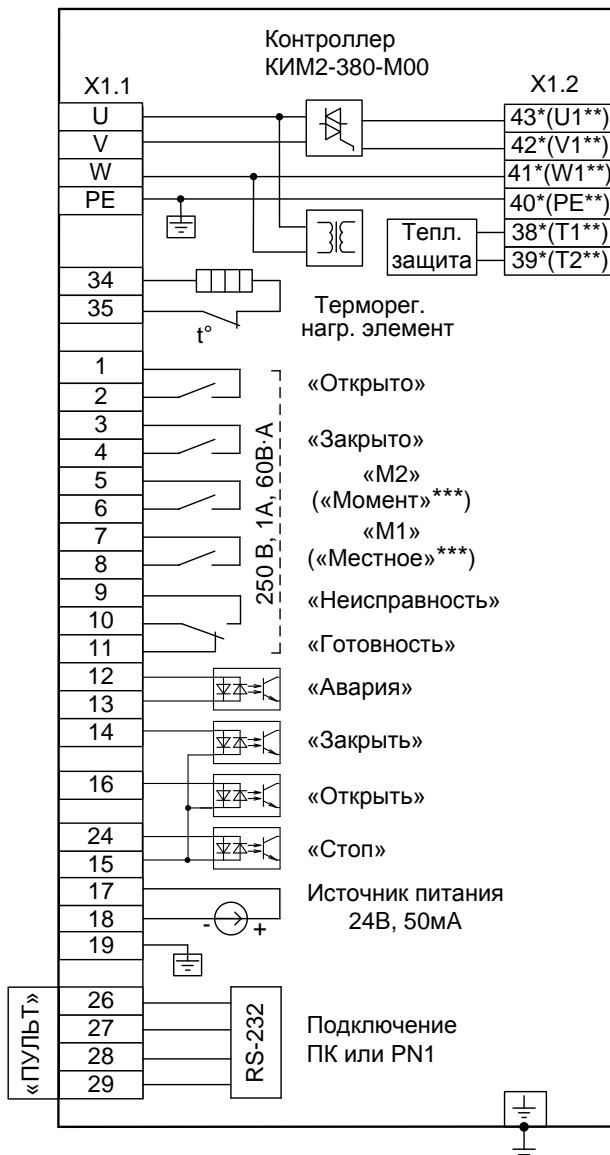 Контроллер
КИМ2-380-М00
X1.1
X1.2
U
43*(U1**)
V
42*(V1**)
W
41*(W1**)
PE
40*(PE**)
Тепл.
защита
38*(T1**)
39*(T2**)
34
35
t°
Терморег.
нагр. элемент
1
2
«Открыто»
3
4
«Закрыто»
5
6
«М2»
(«Момент»***)
7
8
«М1»
(«Местное»***)
250 В, 1А, 60В·А
9
«Неисправность»
10
11
«Готовность»
12
13
«Авария»
14
«Закрыть»
16
«Открыть»
24
15
«Стоп»
17
18
- +
Источник питания
24В, 50мА
19
«ПУЛЬТ»
26
27
28
29
RS-232
Подключение
ПК или PN1